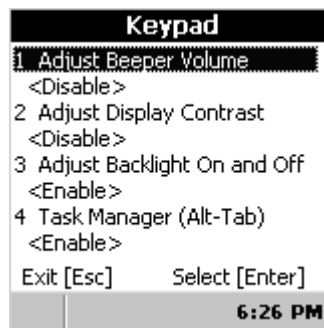 Keypad
1 Adjust Beeper Volume
<Disable>
2 Adjust Display Contrast
<Disable>
3 Adjust Backlight On and Off
<Enable>
4 Task Manager (Alt-Tab)
<Enable>
Exit [Esc] Select [Enter]
6:26 PM